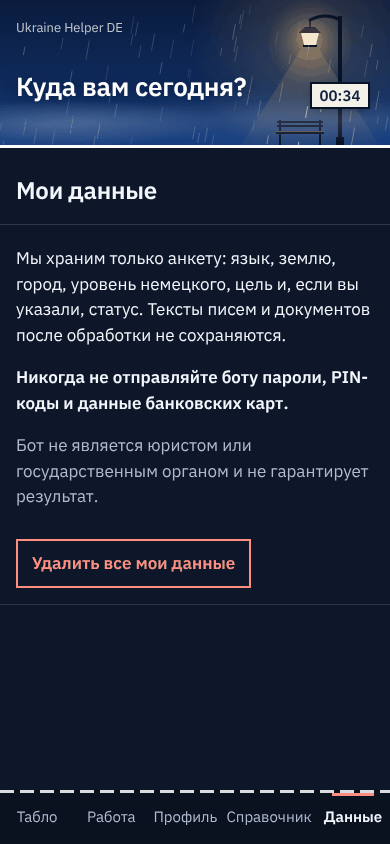 Ukraine Helper DE
Куда вам сегодня?
00:34
Мои данные
Мы храним только анкету: язык, землю,
город, уровень немецкого, цель и, если вы
указали, статус. Тексты писем и документов
после обработки не сохраняются.
Никогда не отправляйте боту пароли, PIN-
коды и данные банковских карт.
Бот не является юристом или
государственным органом и не гарантирует
результат.
Удалить все мои данные
Табло Работа Профиль Справочник Данные